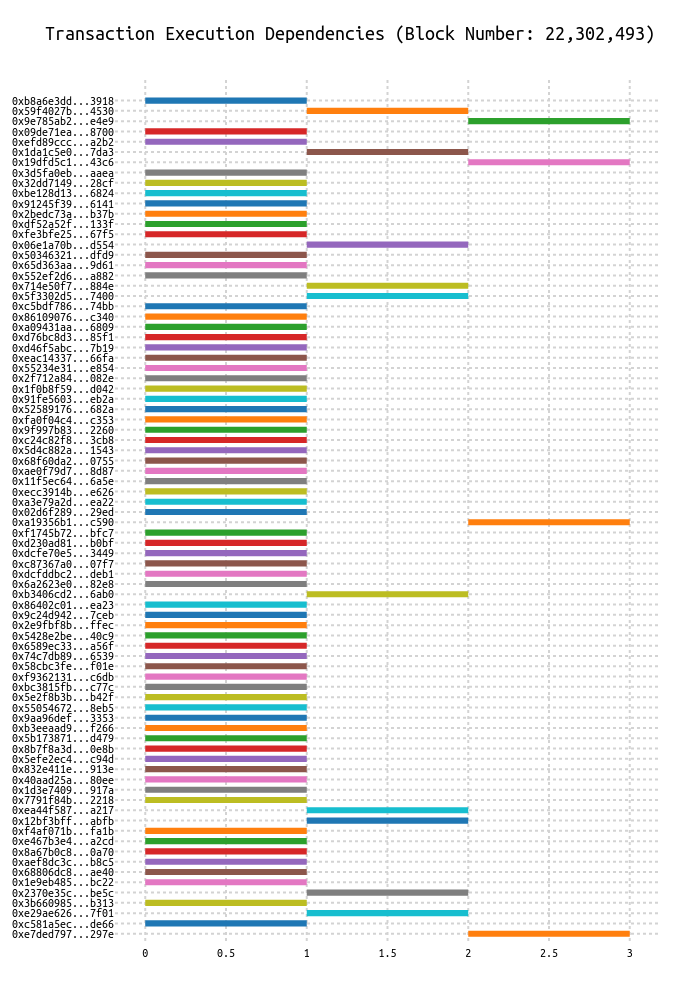 Transaction Execution Dependencies (Block Number: 22,302,493)
0xb8a6e3dd...3918
0x59f4027b...4530
0x9e785ab2...e4e9
0x09de71ea...8700
0xefd89ccc...a2b2
0x1da1c5e0...7da3
0x19dfd5c1...43c6
0x3d5fa0eb...aaea
0x32dd7149...28cf
0xbe128d13...6824
0x91245f39...6141
0x2bedc73a...b37b
0xdf52a52f...133f
0xfe3bfe25...67f5
0x06e1a70b...d554
0x50346321...dfd9
0x65d363aa...9d61
0x552ef2d6...a882
0x714e50f7...884e
0x5f3302d5...7400
0xc5bdf786...74bb
0x86109076...c340
0xa09431aa...6809
0xd76bc8d3...85f1
0xd46f5abc...7b19
0xeac14337...66fa
0x55234e31...e854
0x2f712a84...082e
0x1f0b8f59...d042
0x91fe5603...eb2a
0x52589176...682a
0xfa0f04c4...c353
0x9f997b83...2260
0xc24c82f8...3cb8
0x5d4c882a...1543
0x68f60da2...0755
0xae0f79d7...8d87
0x11f5ec64...6a5e
0xecc3914b...e626
0xa3e79a2d...ea22
0x02d6f289...29ed
0xa19356b1...c590
0xf1745b72...bfc7
0xd230ad81...b0bf
0xdcfe70e5...3449
0xc87367a0...07f7
0xdcfddbc2...deb1
0x6a2623e0...82e8
0xb3406cd2...6ab0
0x86402c01...ea23
0x9c24d942...7ceb
0x2e9fbf8b...ffec
0x5428e2be...40c9
0x6589ec33...a56f
0x74c7db89...6539
0x58cbc3fe...f01e
0xf9362131...c6db
0xbc3815fb...c77c
0x5e2f8b3b...b42f
0x55054672...8eb5
0x9aa96def...3353
0xb3eeaad9...f266
0x5b173871...d479
0x8b7f8a3d...0e8b
0x5efe2ec4...c94d
0x832e411e...913e
0x40aad25a...80ee
0x1d3e7409...917a
0x7791f84b...2218
0xea44f587...a217
0x12bf3bff...abfb
0xf4af071b...fa1b
0xe467b3e4...a2cd
0x8a67b0c8...0a70
0xaef8dc3c...b8c5
0x68806dc8...ae40
0x1e9eb485...bc22
0x2370e35c...be5c
0x3b660985...b313
0xe29ae626...7f01
0xc581a5ec...de66
0xe7ded797...297e
0 0.5 1 1.5 2 2.5 3